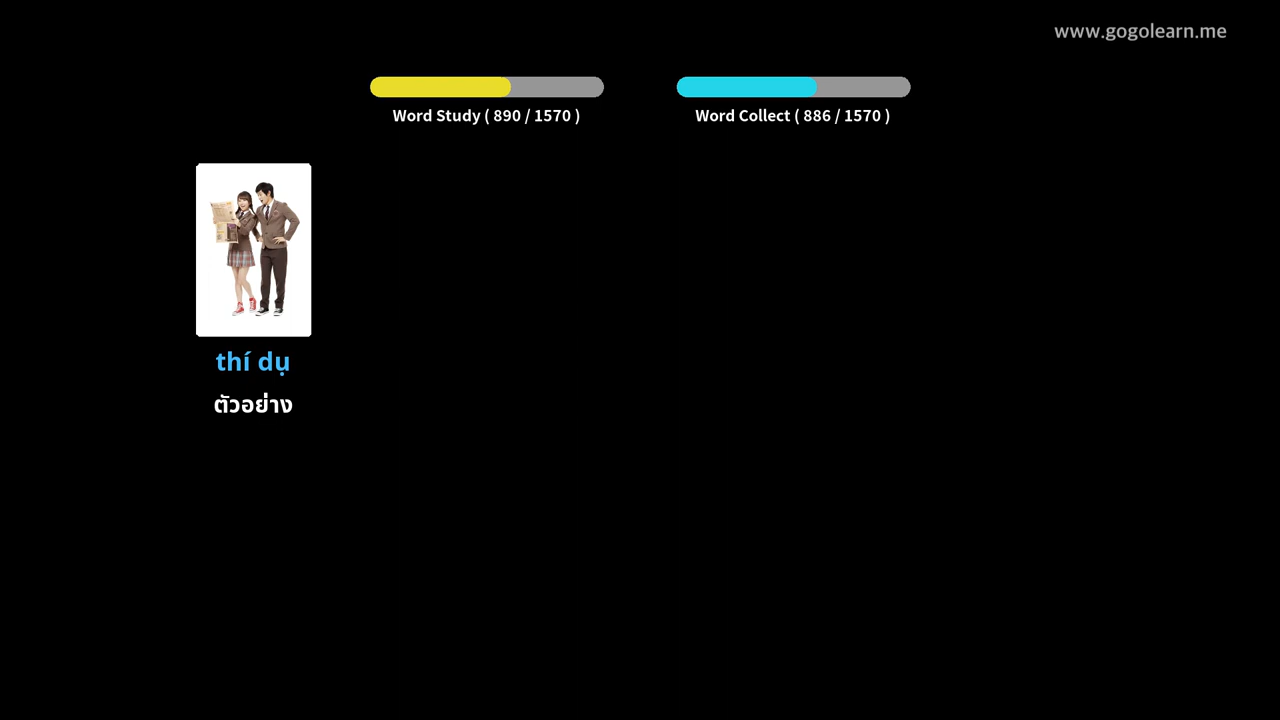 www.gogolearn.me
Word Study ( 890 / 1570 )
Word Collect ( 886 / 1570 )
thí dụ
ตัวอย่าง